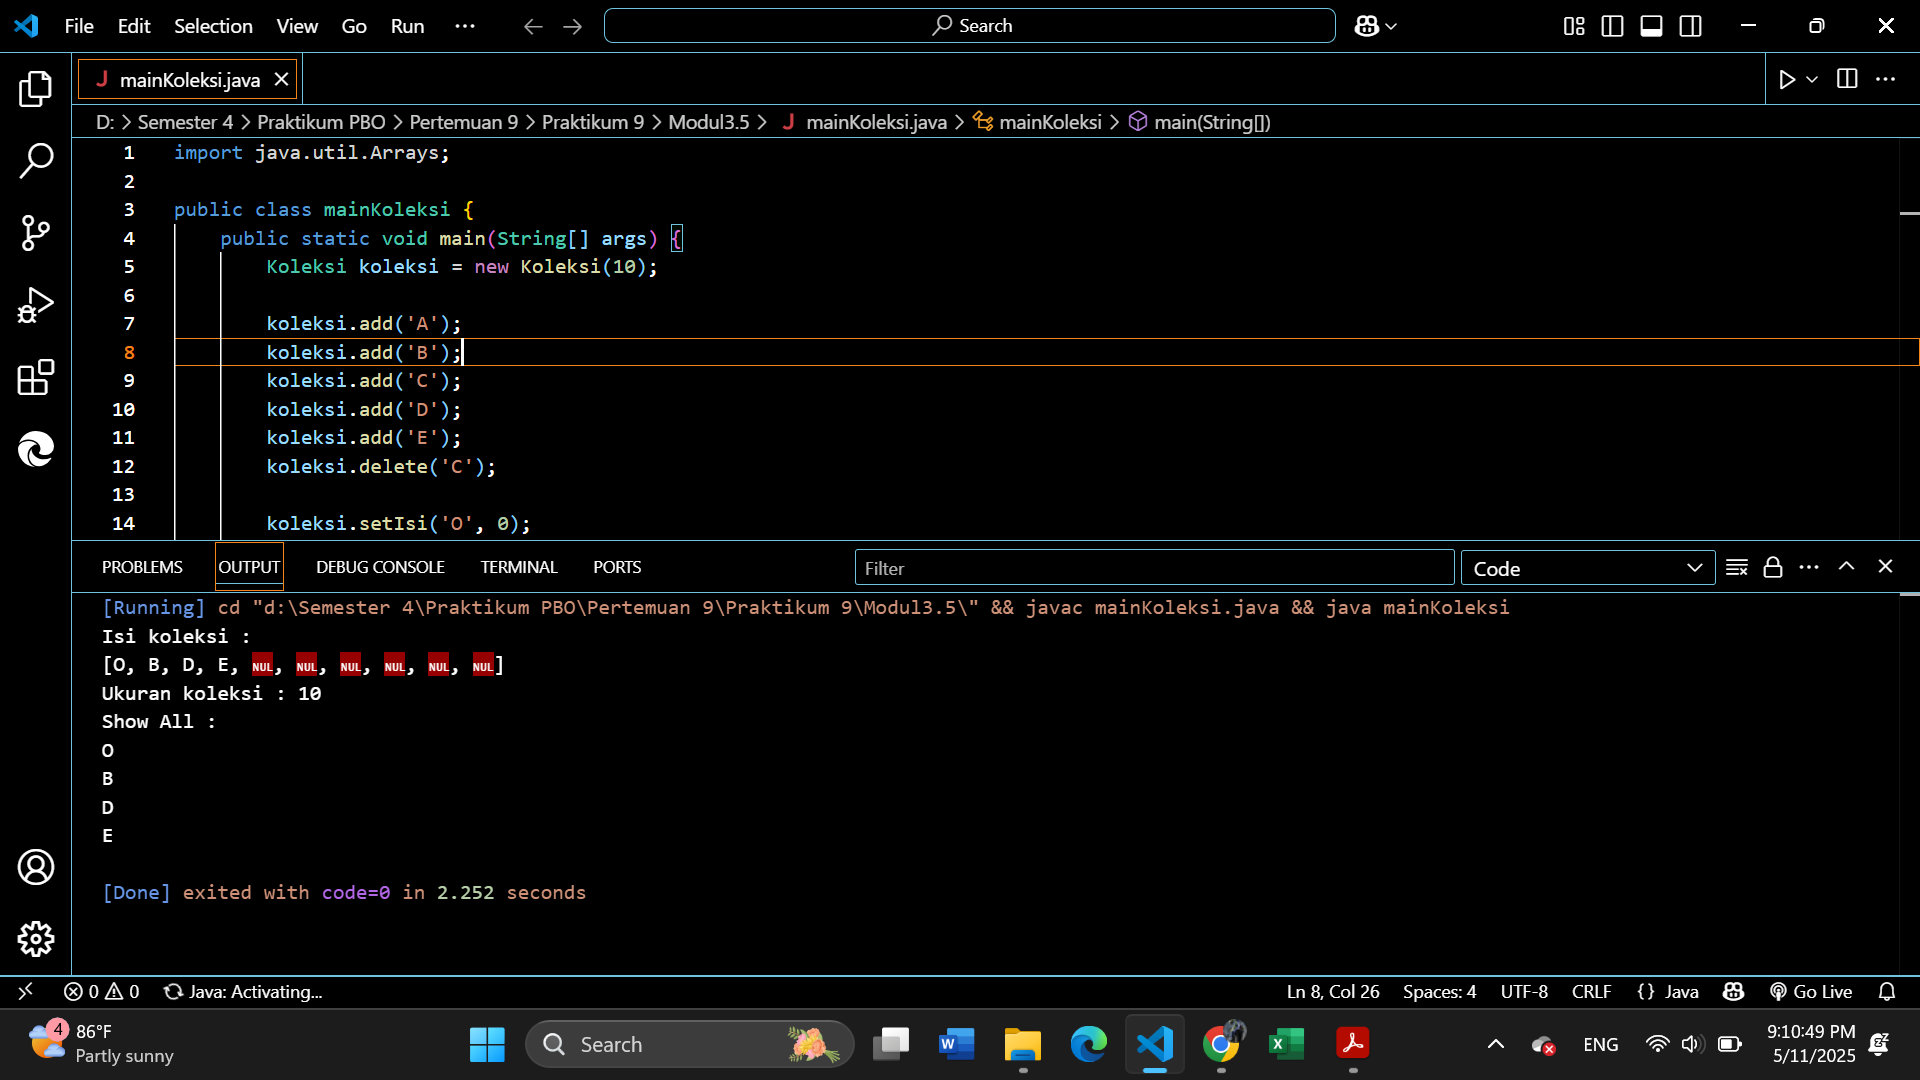 File Edit Selection View Go Run ··· Search
mainKoleksi.java
D: > Semester 4 > Praktikum PBO > Pertemuan 9 > Praktikum 9 > Modul3.5 > J mainKoleksi.java > mainKoleksi > main(String[])
1 import java.util.Arrays;
2
3 public class mainKoleksi {
4 public static void main(String[] args) {
5 Koleksi koleksi = new Koleksi(10);
6
7 koleksi.add('A');
8 koleksi.add('B');
9 koleksi.add('C');
10 koleksi.add('D');
11 koleksi.add('E');
12 koleksi.delete('C');
13
14 koleksi.setIsi('O', 0);
PROBLEMS OUTPUT DEBUG CONSOLE TERMINAL PORTS Filter Code
[Running] cd "d:\Semester 4\Praktikum PBO\Pertemuan 9\Praktikum 9\Modul3.5\" && javac mainKoleksi.java && java mainKoleksi
Isi koleksi :
[O, B, D, E, NUL, NUL, NUL, NUL, NUL, NUL]
Ukuran koleksi : 10
Show All :
O
B
D
E
[Done] exited with code=0 in 2.252 seconds
0 0 Java: Activating... Ln 8, Col 26 Spaces: 4 UTF-8 CRLF {} Java Go Live
4 86°F
Partly sunny
Search
ENG
9:10:49 PM
5/11/2025